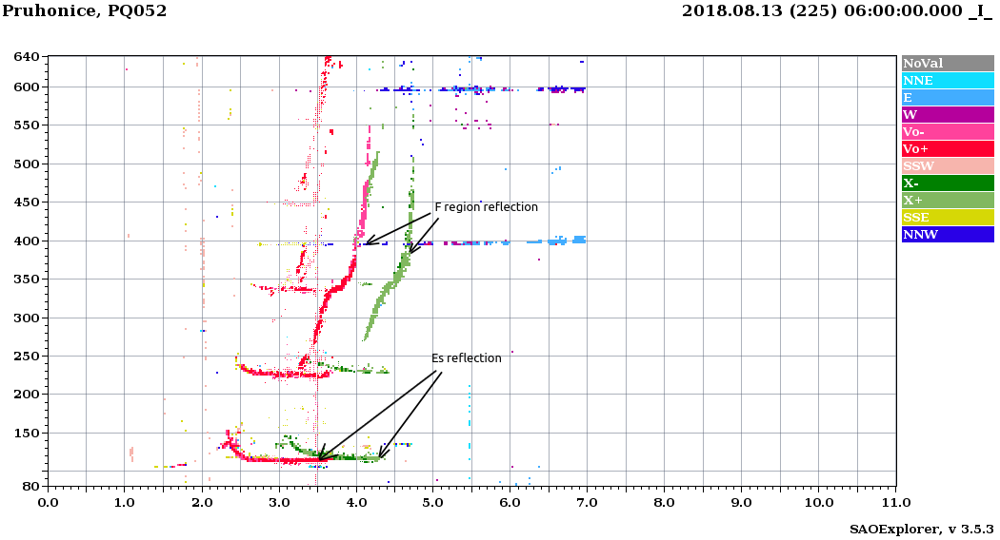 Pruhonice, PQ052 2018.08.13 (225) 06:00:00.000 _I_
640
600
550
500
450
400
350
300
250
200
150
80
0.0 1.0 2.0 3.0 4.0 5.0 6.0 7.0 8.0 9.0 10.0 11.0
F region reflection
Es reflection
NoVal
NNE
E
W
Vo-
Vo+
SSW
X-
X+
SSE
NNW
SAOExplorer, v 3.5.3